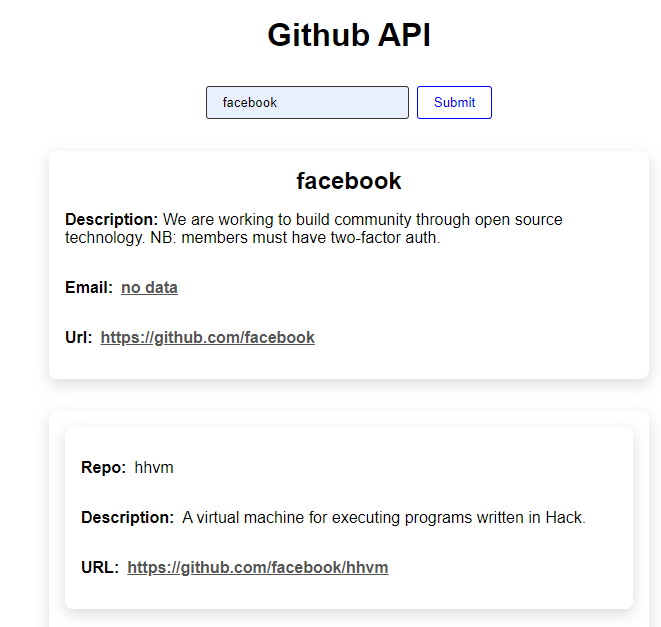 Github API
facebook
Submit
facebook
Description: We are working to build community through open source
technology. NB: members must have two-factor auth.
Email: no data
Url: https://github.com/facebook
Repo: hhvm
Description: A virtual machine for executing programs written in Hack.
URL: https://github.com/facebook/hhvm